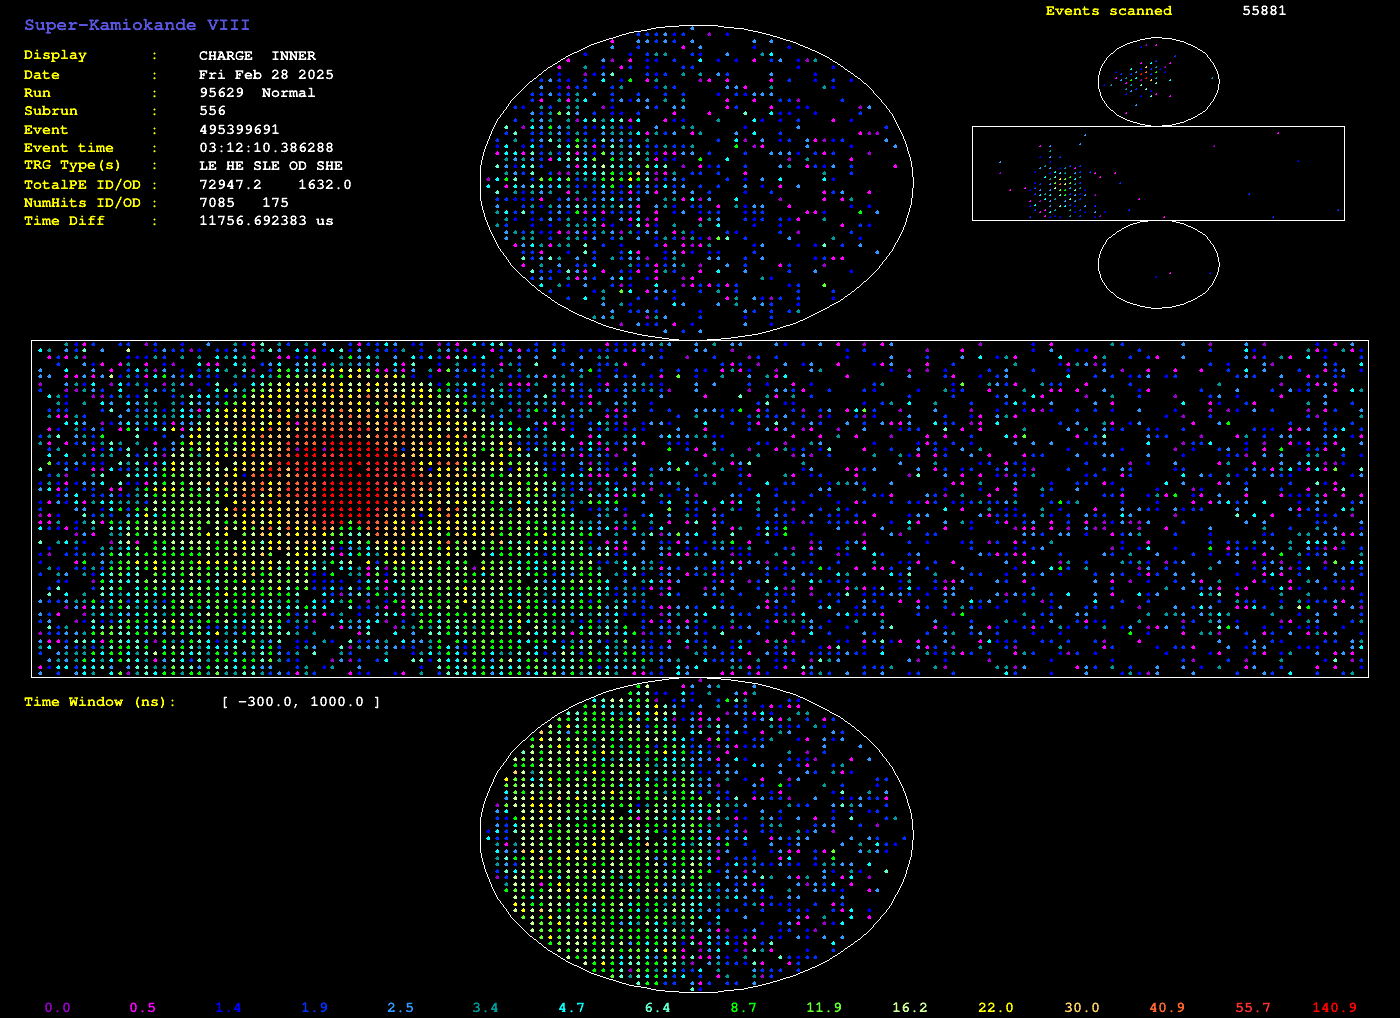 Super-Kamiokande VIII
Display : CHARGE INNER
Date : Fri Feb 28 2025
Run : 95629 Normal
Subrun : 556
Event : 495399691
Event time : 03:12:10.386288
TRG Type(s) : LE HE SLE OD SHE
TotalPE ID/OD : 72947.2 1632.0
NumHits ID/OD : 7085 175
Time Diff : 11756.692383 us
Events scanned 55881
Time Window (ns): [ -300.0, 1000.0 ]
0.0 0.5 1.4 1.9 2.5 3.4 4.7 6.4 8.7 11.9 16.2 22.0 30.0 40.9 55.7 140.9